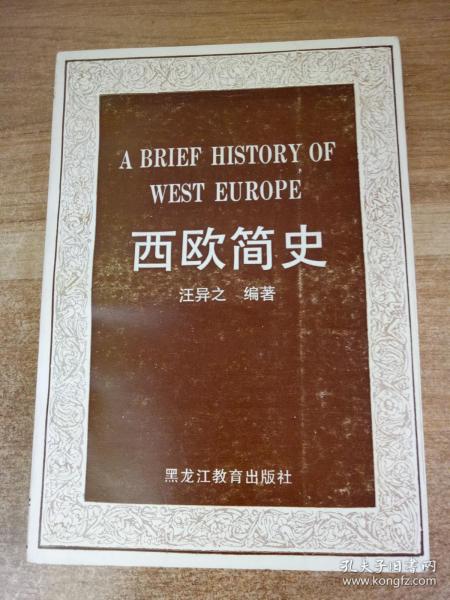 A BRIEF HISTORY OF
WEST EUROPE
西欧简史
汪异之 编著
黑龙江教育出版社
孔夫子旧书网
www.kongfz.com